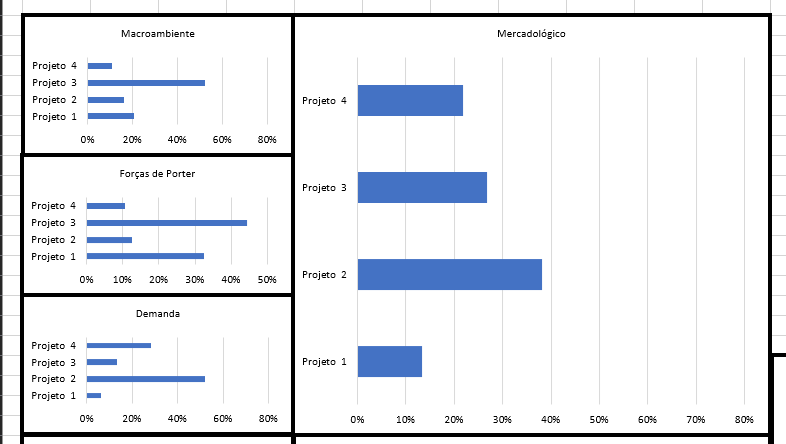 Macroambiente
Projeto 4
Projeto 3
Projeto 2
Projeto 1
0% 20% 40% 60% 80%
Forças de Porter
Projeto 4
Projeto 3
Projeto 2
Projeto 1
0% 10% 20% 30% 40% 50%
Demanda
Projeto 4
Projeto 3
Projeto 2
Projeto 1
0% 20% 40% 60% 80%
Mercadológico
Projeto 4
Projeto 3
Projeto 2
Projeto 1
0% 10% 20% 30% 40% 50% 60% 70% 80%